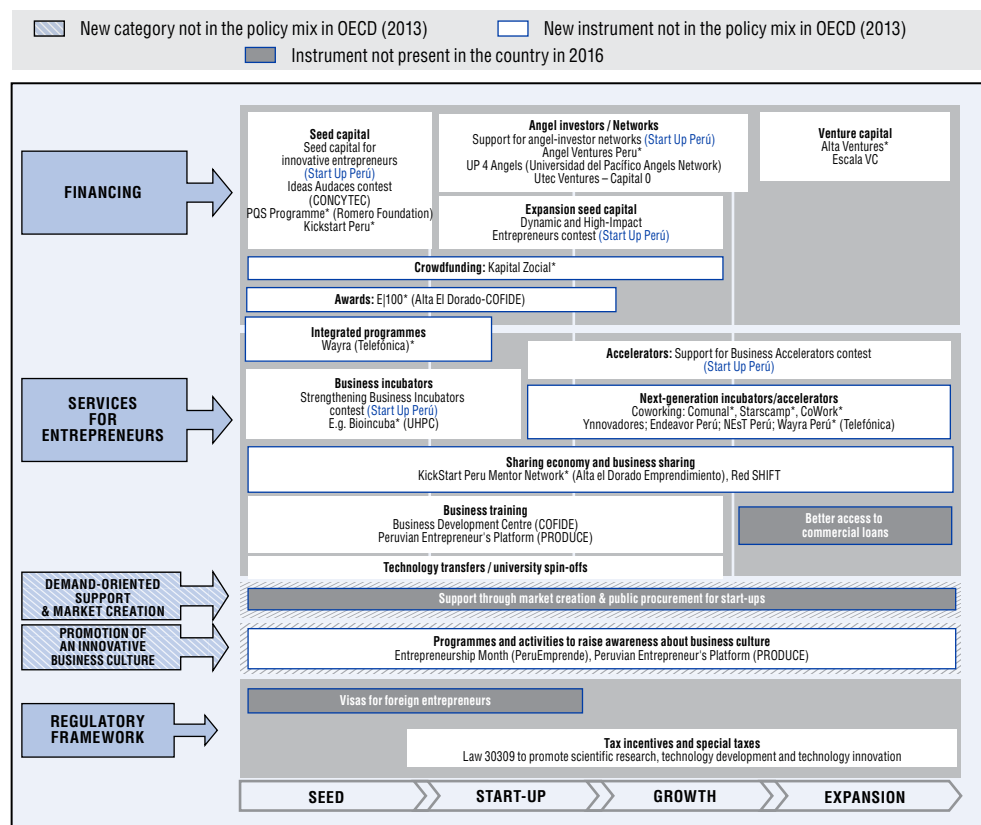 New category not in the policy mix in OECD (2013)
New instrument not in the policy mix in OECD (2013)
Instrument not present in the country in 2016
FINANCING
Seed capital
Seed capital for
innovative entrepreneurs
(Start Up Perú)
Ideas Audaces contest
(CONCYTEC)
PQS Programme* (Romero Foundation)
Kickstart Peru*
Angel investors / Networks
Support for angel-investor networks (Start Up Perú)
Angel Ventures Peru*
UP 4 Angels (Universidad del Pacífico Angels Network)
Utec Ventures – Capital 0
Venture capital
Alta Ventures*
Escala VC
Expansion seed capital
Dynamic and High-Impact
Entrepreneurs contest (Start Up Perú)
Crowdfunding: Kapital Zocial*
Awards: E|100* (Alta El Dorado-COFIDE)
SERVICES
FOR
ENTREPRENEURS
Integrated programmes
Wayra (Telefónica)*
Accelerators: Support for Business Accelerators contest
(Start Up Perú)
Business incubators
Strengthening Business Incubators
contest (Start Up Perú)
E.g. Bioincuba* (UHPC)
Next-generation incubators/accelerators
Coworking: Comunal*, Starscamp*, CoWork*
Ynnovadores; Endeavor Perú; NEsT Perú; Wayra Perú* (Telefónica)
Sharing economy and business sharing
KickStart Peru Mentor Network* (Alta el Dorado Emprendimiento), Red SHIFT
Business training
Business Development Centre (COFIDE)
Peruvian Entrepreneur's Platform (PRODUCE)
Better access to
commercial loans
Technology transfers / university spin-offs
DEMAND-ORIENTED
SUPPORT
& MARKET CREATION
Support through market creation & public procurement for start-ups
PROMOTION OF
AN INNOVATIVE
BUSINESS CULTURE
Programmes and activities to raise awareness about business culture
Entrepreneurship Month (PeruEmprende), Peruvian Entrepreneur's Platform (PRODUCE)
REGULATORY
FRAMEWORK
Visas for foreign entrepreneurs
Tax incentives and special taxes
Law 30309 to promote scientific research, technology development and technology innovation
SEED
START-UP
GROWTH
EXPANSION